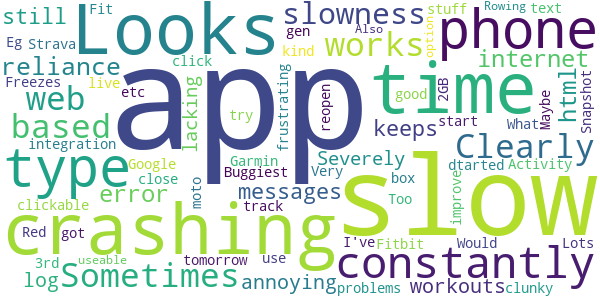 still
Eg
Strava
Fit
Looks
slowness
gen
kind
Also
option
stuff
text
Rowing
phone
works
internet
reliance
Freezes
live
click
web
etc
app
time
good
2GB
Maybe
html
Snapshot
based
lacking
try
frustrating
reopen
keeps
start
What
integration
Google
Garmin
Buggiest
Severely
Clearly
dtarted
Activity
type
error
close
moto
Very
messages
box
Too
improve
clickable
track
slow
Red
got
crashing
I've
Fitbit
Would
Lots
3rd
useable
tomorrow
use
constantly
log
Sometimes
annoying
problems
workouts
clunky